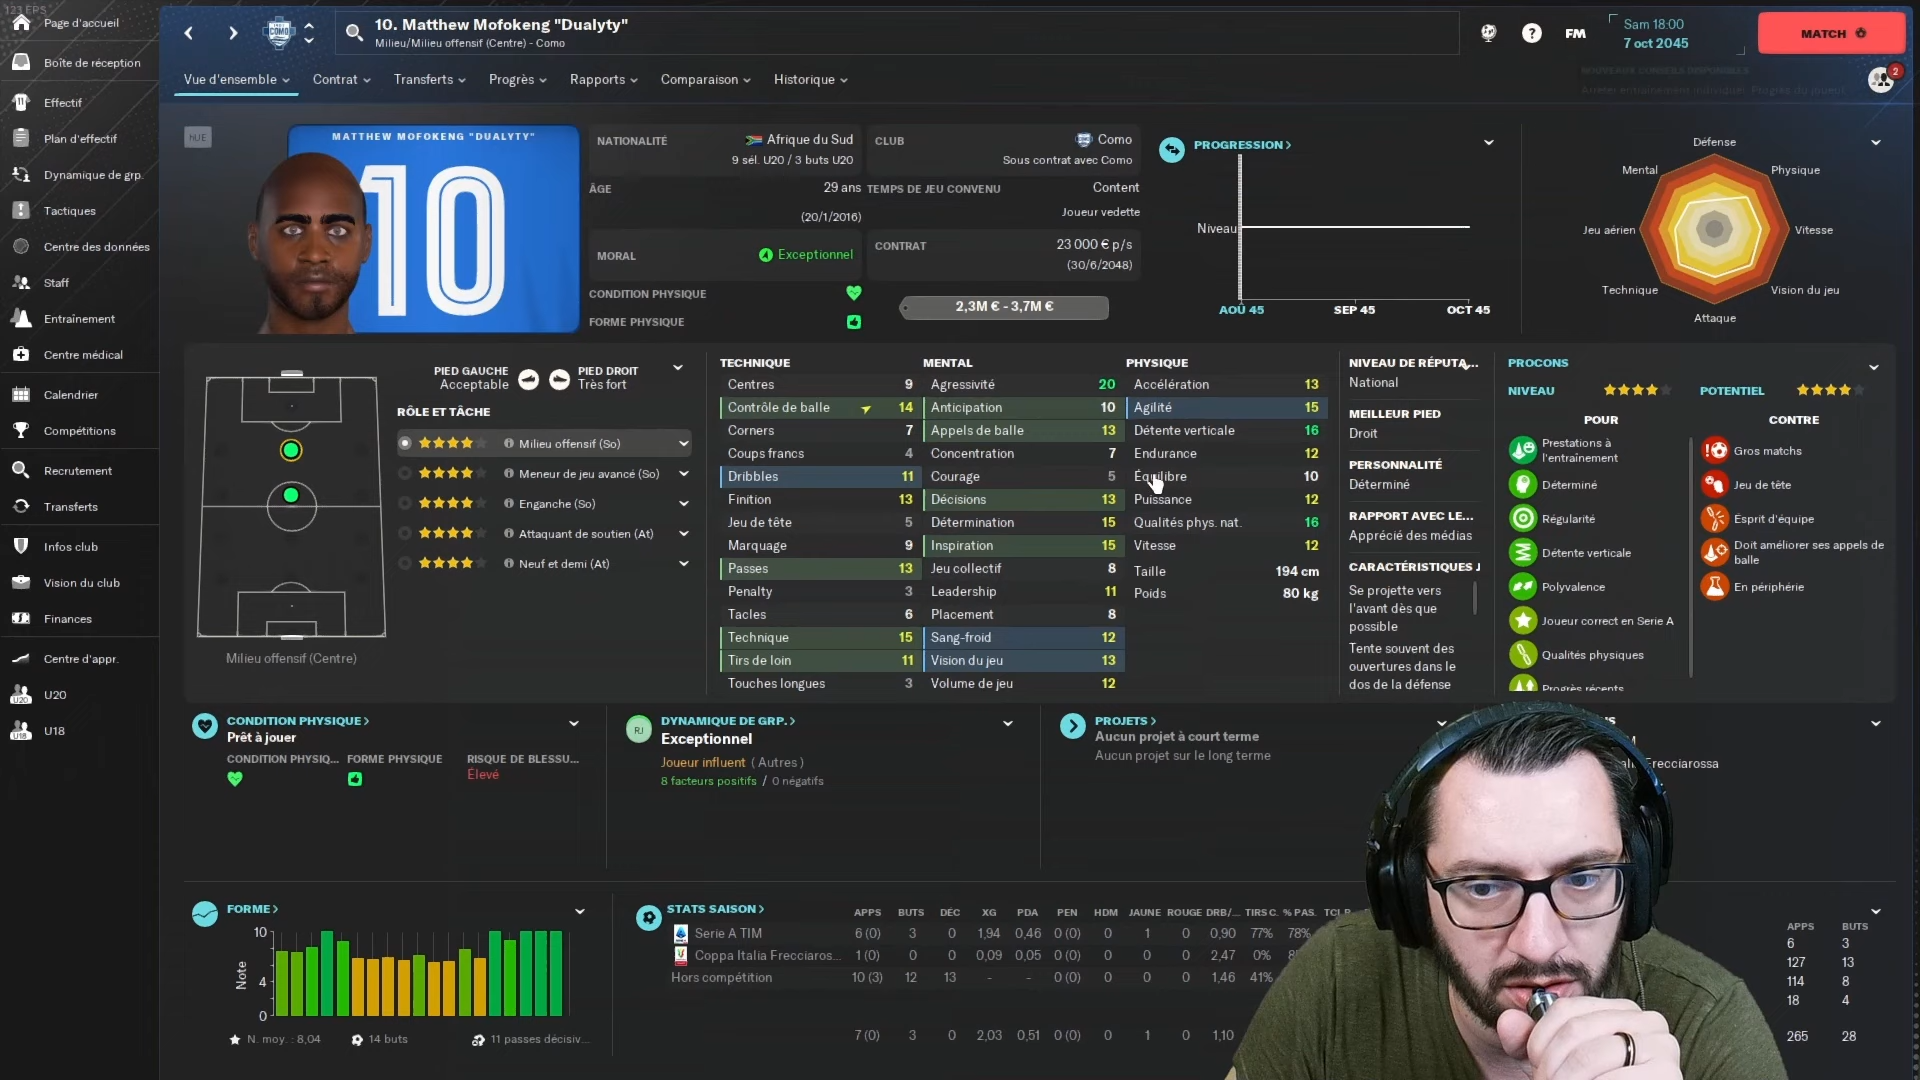 123 FPS
Page d'accueil
Boîte de réception
Effectif
Plan d'effectif
Dynamique de grp.
Tactiques
Centre des données
Staff
Entraînement
Centre médical
Calendrier
Compétitions
Recrutement
Transferts
Infos club
Vision du club
Finances
Centre d'appr.
U20
U18
10. Matthew Mofokeng "Dualyty"
Milieu/Milieu offensif (Centre) - Como
FM
Sam 18:00
7 oct 2045
MATCH
2
Vue d'ensemble
Contrat
Transferts
Progrès
Rapports
Comparaison
Historique
NUE
MATTHEW MOFOKENG "DUALYTY"
10
NATIONALITÉ
Afrique du Sud
9 sél. U20 / 3 buts U20
CLUB
Como
Sous contrat avec Como
ÂGE
29 ans
(20/1/2016)
TEMPS DE JEU CONVENU
Content
Joueur vedette
MORAL
Exceptionnel
CONTRAT
23 000 € p/s
(30/6/2048)
CONDITION PHYSIQUE
FORME PHYSIQUE
2,3M € - 3,7M €
PROGRESSION >
Niveau
AOÛ 45
SEP 45
OCT 45
Défense
Physique
Vitesse
Vision du jeu
Attaque
Technique
Jeu aérien
Mental
Milieu offensif (Centre)
PIED GAUCHE
Acceptable
PIED DROIT
Très fort
RÔLE ET TÂCHE
Milieu offensif (So)
Meneur de jeu avancé (So)
Enganche (So)
Attaquant de soutien (At)
Neuf et demi (At)
TECHNIQUE
Centres 9
Contrôle de balle 14
Corners 7
Coups francs 4
Dribbles 11
Finition 13
Jeu de tête 5
Marquage 9
Passes 13
Penalty 3
Tacles 6
Technique 15
Tirs de loin 11
Touches longues 3
MENTAL
Agressivité 20
Anticipation 10
Appels de balle 13
Concentration 7
Courage 5
Décisions 13
Détermination 15
Inspiration 15
Jeu collectif 8
Leadership 11
Placement 8
Sang-froid 12
Vision du jeu 13
Volume de jeu 12
PHYSIQUE
Accélération 13
Agilité 15
Détente verticale 16
Endurance 12
Équilibre 10
Puissance 12
Qualités phys. nat. 16
Vitesse 12
Taille 194 cm
Poids 80 kg
NIVEAU DE RÉPUTA...
National
MEILLEUR PIED
Droit
PERSONNALITÉ
Déterminé
RAPPORT AVEC LE...
Apprécié des médias
CARACTÉRISTIQUES J
Se projette vers
l'avant dès que
possible
Tente souvent des
ouvertures dans le
dos de la défense
PROCONS
NIVEAU
POTENTIEL
POUR
Prestations à
l'entraînement
Déterminé
Régularité
Détente verticale
Polyvalence
Joueur correct en Serie A
Qualités physiques
Progrès récents
CONTRE
Gros matchs
Jeu de tête
Esprit d'équipe
Doit améliorer ses appels de
balle
En périphérie
CONDITION PHYSIQUE >
Prêt à jouer
CONDITION PHYSIQ...
FORME PHYSIQUE
RISQUE DE BLESSU...
Élevé
RJ
DYNAMIQUE DE GRP. >
Exceptionnel
Joueur influent ( Autres )
8 facteurs positifs / 0 négatifs
PROJETS >
Aucun projet à court terme
Aucun projet sur le long terme
Frecciarossa
FORME >
Note
10
4
0
N. moy. : 8,04
14 buts
11 passes décisiv...
STATS SAISON >
APPS BUTS DÉC XG PDA PEN HDM JAUNE ROUGE DRB/... TIRS C. % PAS.
Serie A TIM 6 (0) 3 0 1,94 0,46 0 (0) 0 1 0 0,90 77% 78%
Coppa Italia Frecciaros... 1 (0) 0 0 0,09 0,05 0 (0) 0 0 0 2,47 0%
Hors compétition 10 (3) 12 13 - - 0 (0) 0 0 0 1,46 41%
7 (0) 3 0 2,03 0,51 0 (0) 0 1 0 1,10
APPS BUTS
6 3
127 13
114 8
18 4
265 28